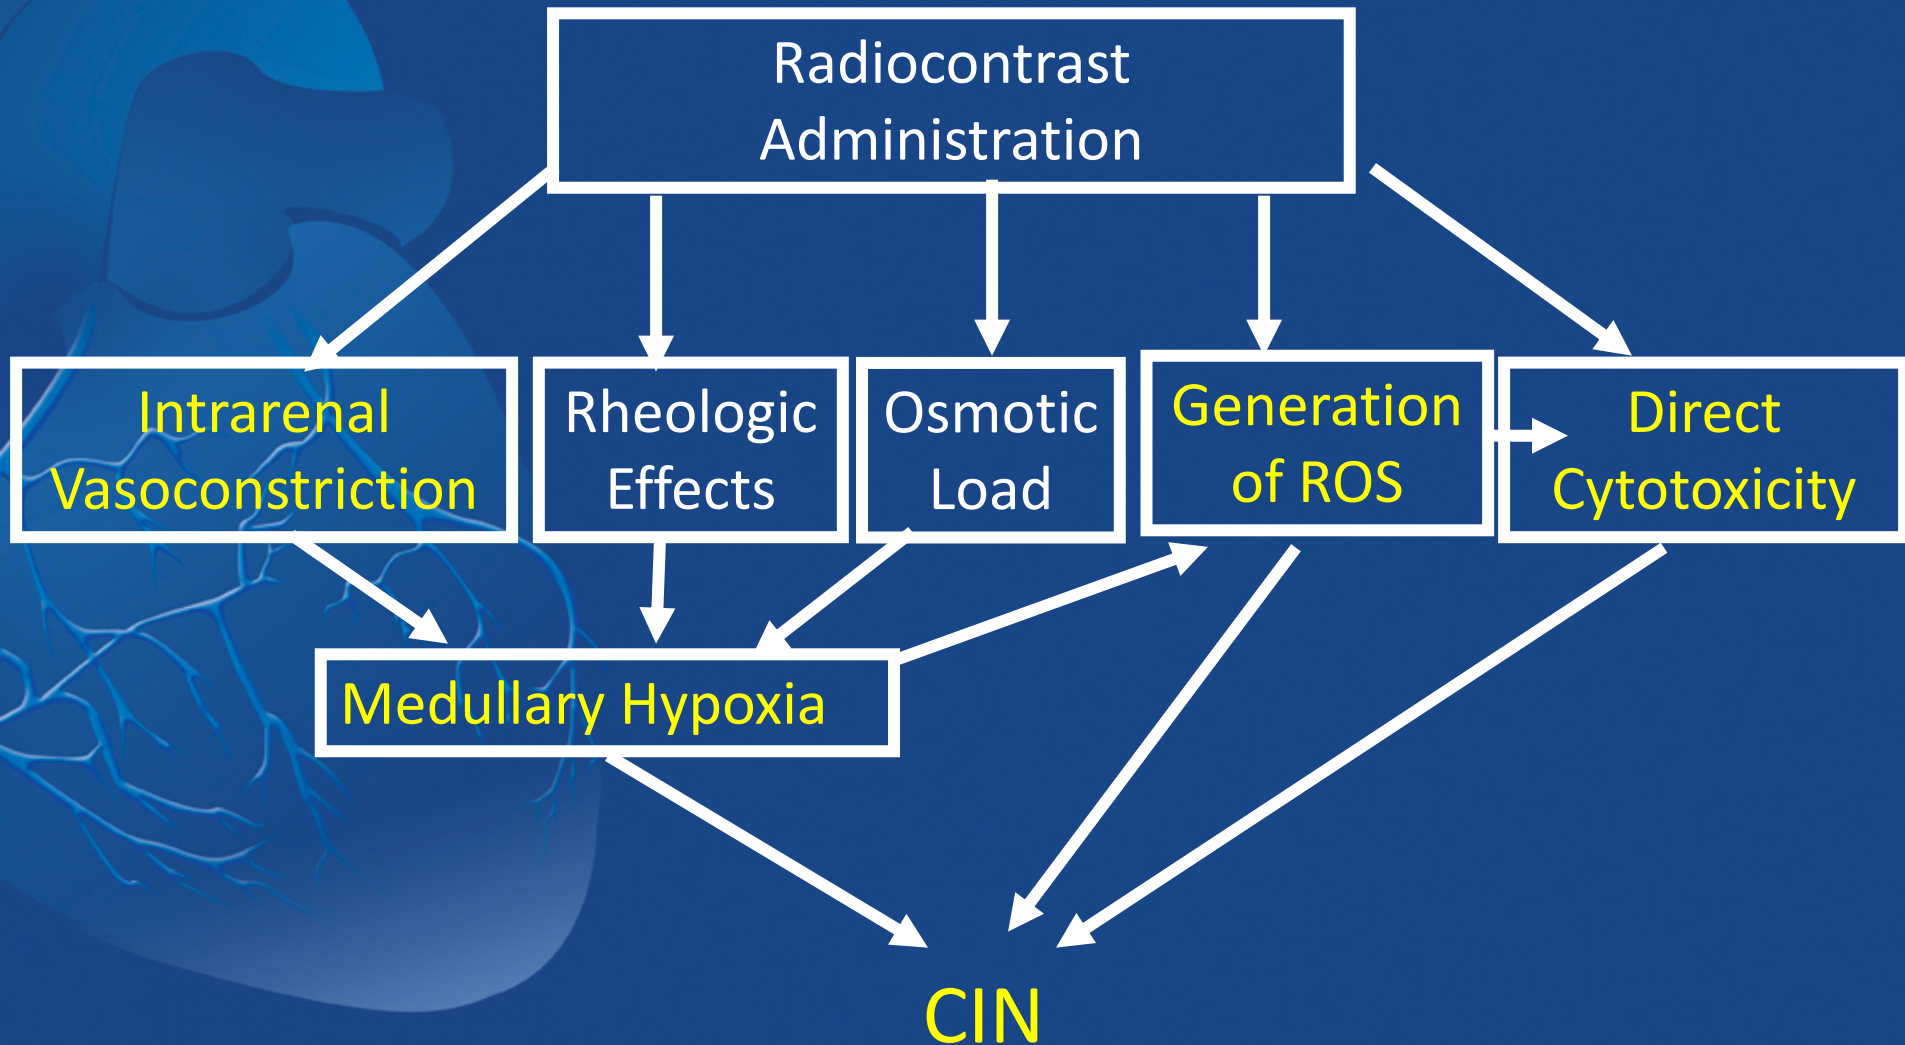 Radiocontrast
Administration
Intrarenal
Vasoconstriction
Rheologic
Effects
Osmotic
Load
Generation
of ROS
Direct
Cytotoxicity
Medullary Hypoxia
CIN